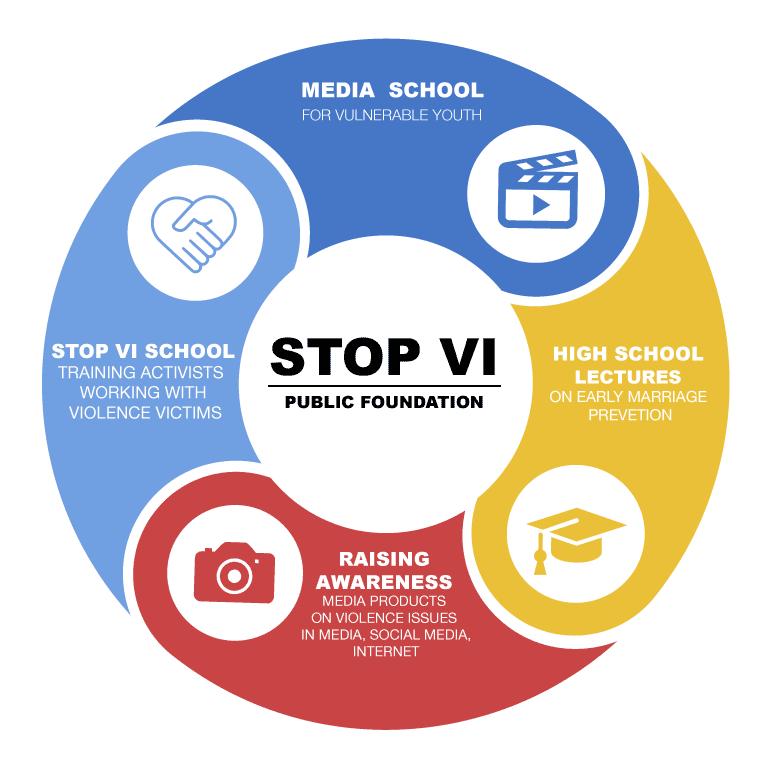 MEDIA SCHOOL
FOR VULNERABLE YOUTH
STOP VI SCHOOL
TRAINING ACTIVISTS
WORKING WITH
VIOLENCE VICTIMS
STOP VI
PUBLIC FOUNDATION
HIGH SCHOOL
LECTURES
ON EARLY MARRIAGE
PREVETION
RAISING
AWARENESS
MEDIA PRODUCTS
ON VIOLENCE ISSUES
IN MEDIA, SOCIAL MEDIA,
INTERNET